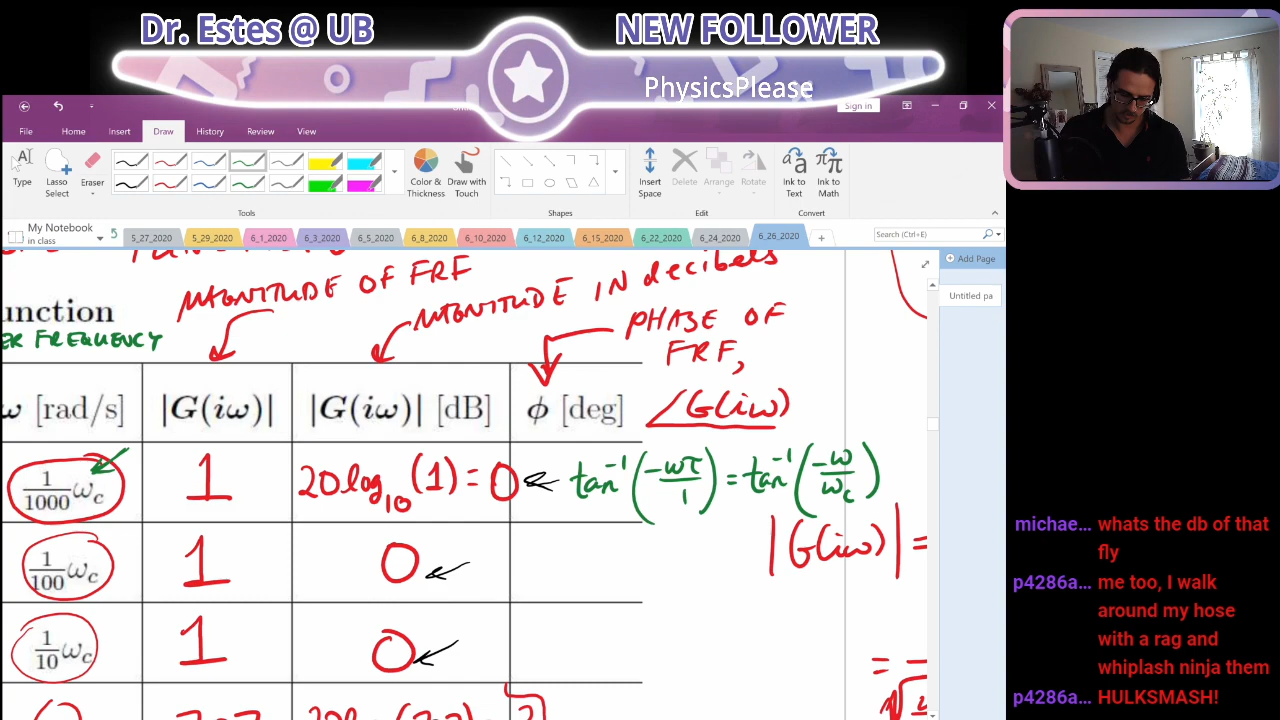 Dr. Estes @ UB
NEW FOLLOWER
PhysicsPlease
Sign in
File Home Insert Draw History Review View
Type Lasso Select Eraser Color & Thickness Draw with Touch Insert Space Delete Arrange Rotate Ink to Text Ink to Math
Tools Shapes Edit Convert
My Notebook
in class
5 5_27_2020 5_29_2020 6_1_2020 6_3_2020 6_5_2020 6_8_2020 6_10_2020 6_12_2020 6_15_2020 6_22_2020 6_24_2020 6_26_2020
Search (Ctrl+E)
Add Page
Untitled pa
MAGNITUDE OF FRF
MAGNITUDE IN decibels
PHASE OF
FRF,
∠G(iω)
unction
ER FREQUENCY
ω [rad/s] |G(iω)| |G(iω)| [dB] ϕ [deg]
1/1000 ωc 1 20log10(1) = 0 tan⁻¹(-ωτ/1) = tan⁻¹(-ω/ωc)
|G(iω)| =
1/100 ωc 1 0
1/10 ωc 1 0
=
michae... whats the db of that
fly
p4286a... me too, I walk
around my hose
with a rag and
whiplash ninja them
p4286a... HULKSMASH!